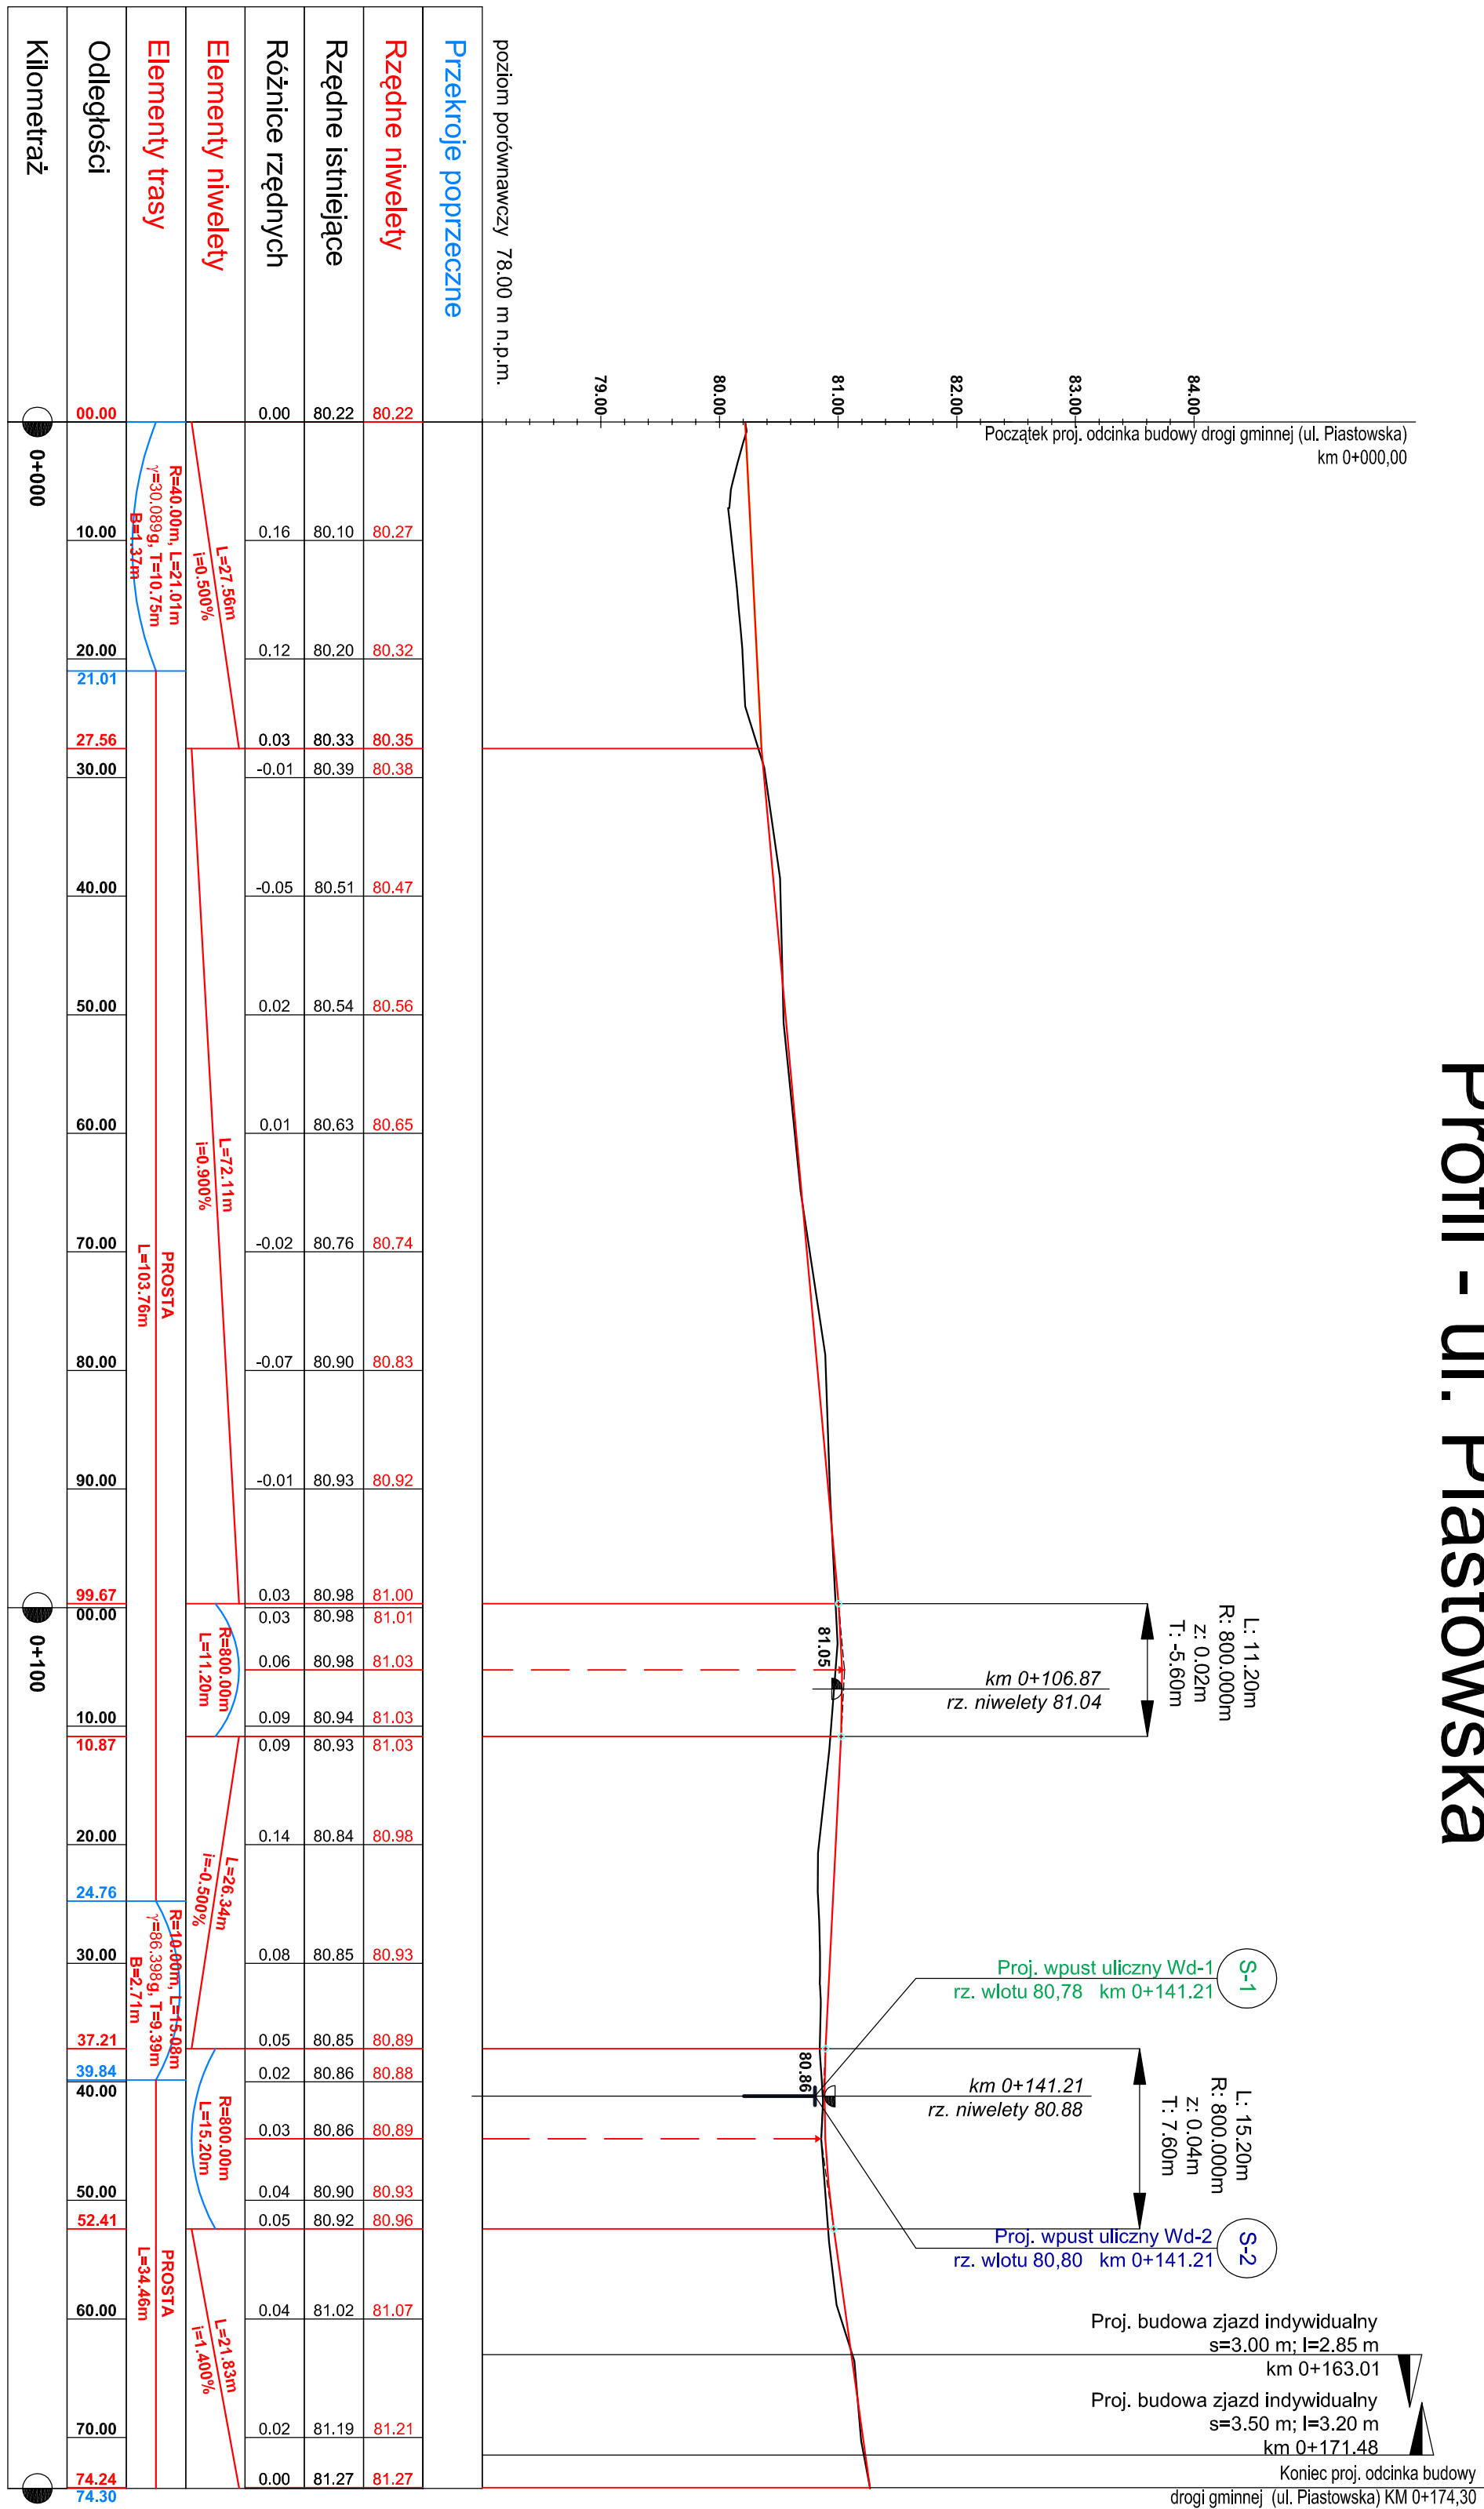 Profil - ul. Piastowska
Początek proj. odcinka budowy drogi gminnej (ul. Piastowska)
km 0+000,00
84.00
83.00
82.00
81.00
80.00
79.00
poziom porównawczy 78.00 m n.p.m.
L: 11.20m
R: 800.000m
z: 0.02m
T: -5.60m
km 0+106.87
rz. niwelety 81.04
81.05
S-1
Proj. wpust uliczny Wd-1
rz. wlotu 80,78 km 0+141.21
L: 15.20m
R: 800.000m
z: 0.04m
T: 7.60m
km 0+141.21
rz. niwelety 80.88
80.86
S-2
Proj. wpust uliczny Wd-2
rz. wlotu 80,80 km 0+141.21
Proj. budowa zjazd indywidualny
s=3.00 m; l=2.85 m
km 0+163.01
Proj. budowa zjazd indywidualny
s=3.50 m; l=3.20 m
km 0+171.48
Koniec proj. odcinka budowy
drogi gminnej (ul. Piastowska) KM 0+174,30
Przekroje poprzeczne
Rzędne niwelety
80.22 80.27 80.32 80.35 80.38 80.47 80.56 80.65 80.74 80.83 80.92 81.00 81.01 81.03 81.03 81.03 80.98 80.93 80.89 80.88 80.89 80.93 80.96 81.07 81.21 81.27
Rzędne istniejące
80.22 80.10 80.20 80.33 80.39 80.51 80.54 80.63 80.76 80.90 80.93 80.98 80.98 80.98 80.94 80.93 80.84 80.85 80.85 80.86 80.86 80.90 80.92 81.02 81.19 81.27
Różnice rzędnych
0.00 0.16 0.12 0.03 -0.01 -0.05 0.02 0.01 -0.02 -0.07 -0.01 0.03 0.03 0.06 0.09 0.09 0.14 0.08 0.05 0.02 0.03 0.04 0.05 0.04 0.02 0.00
Elementy niwelety
L=27.56m
i=0.500%
L=72.11m
i=0.900%
R=800.00m
L=11.20m
L=26.34m
i=-0.500%
R=800.00m
L=15.20m
L=21.83m
i=1.400%
Elementy trasy
R=40.00m, L=21.01m
γ=30.089g, T=10.75m
B=1.37m
PROSTA
L=103.76m
R=10.00m, L=15.08m
γ=86.398g, T=9.39m
B=2.71m
PROSTA
L=34.46m
Odległości
00.00 10.00 20.00 21.01 27.56 30.00 40.00 50.00 60.00 70.00 80.00 90.00 99.67 00.00 10.00 10.87 20.00 24.76 30.00 37.21 39.84 40.00 50.00 52.41 60.00 70.00 74.24 74.30
Kilometraż
0+000 0+100